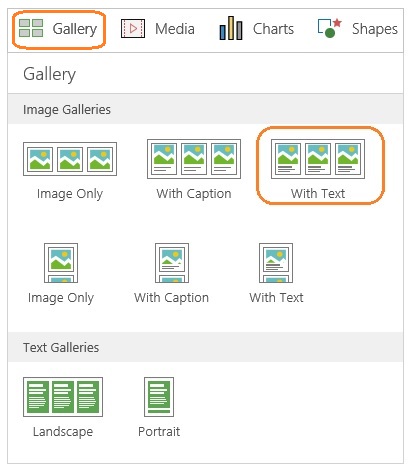 Gallery Media Charts Shapes
Gallery
Image Galleries
Image Only With Caption With Text
Image Only With Caption With Text
Text Galleries
Landscape Portrait